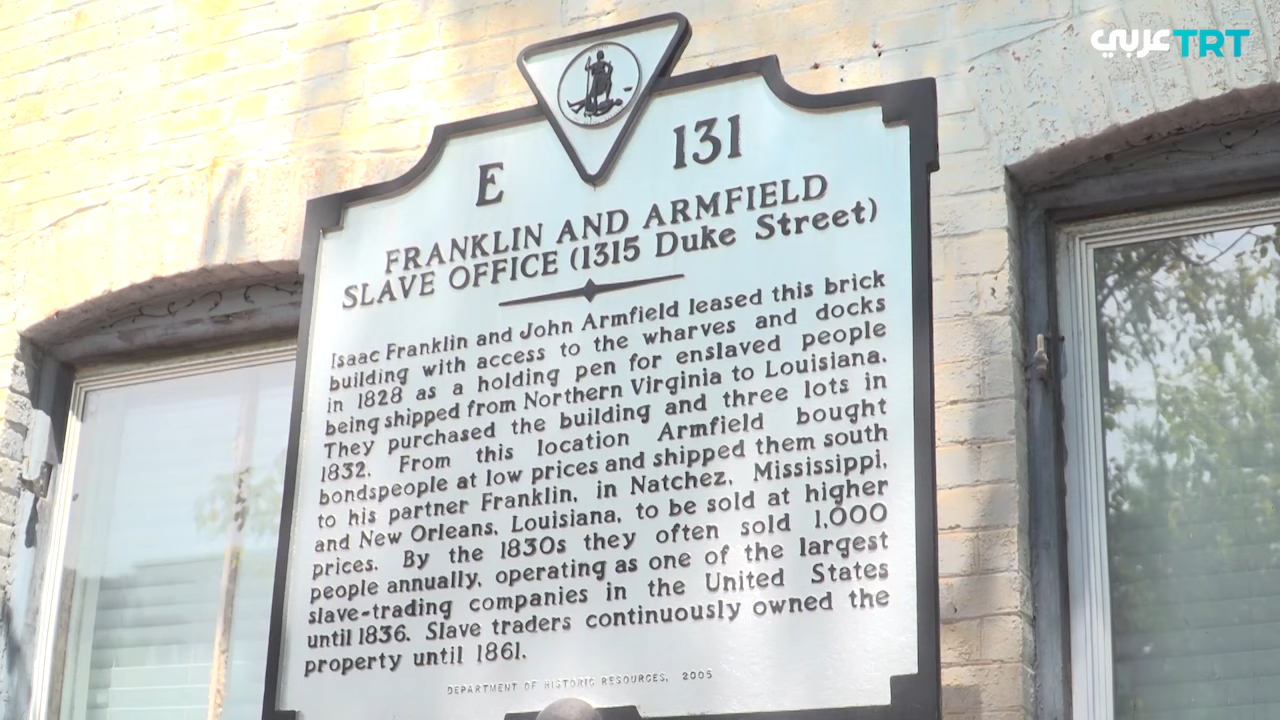 عربي TRT
E 131
FRANKLIN AND ARMFIELD
SLAVE OFFICE (1315 Duke Street)
Isaac Franklin and John Armfield leased this brick
building with access to the wharves and docks
in 1828 as a holding pen for enslaved people
being shipped from Northern Virginia to Louisiana.
They purchased the building and three lots in
1832. From this location Armfield bought
bondspeople at low prices and shipped them south
to his partner Franklin, in Natchez, Mississippi,
and New Orleans, Louisiana, to be sold at higher
prices. By the 1830s they often sold 1,000
people annually, operating as one of the largest
slave-trading companies in the United States
until 1836. Slave traders continuously owned the
property until 1861.
DEPARTMENT OF HISTORIC RESOURCES, 2005